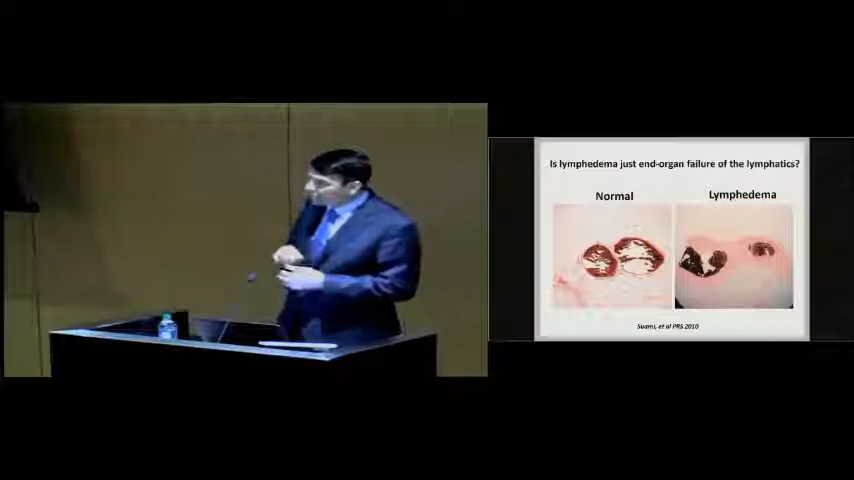 Is lymphedema just end-organ failure of the lymphatics?
Normal
Lymphedema
Suami, et al PRS 2010